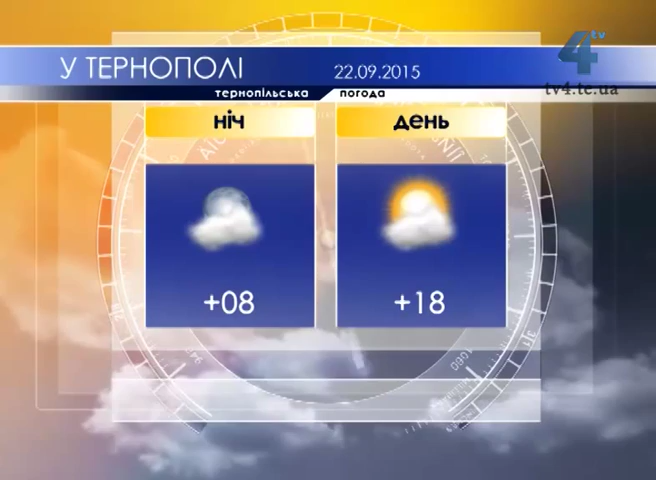 У ТЕРНОПОЛІ
22.09.2015
4 tv
tv4.te.ua
тернопільська погода
ніч
день
+08
+18